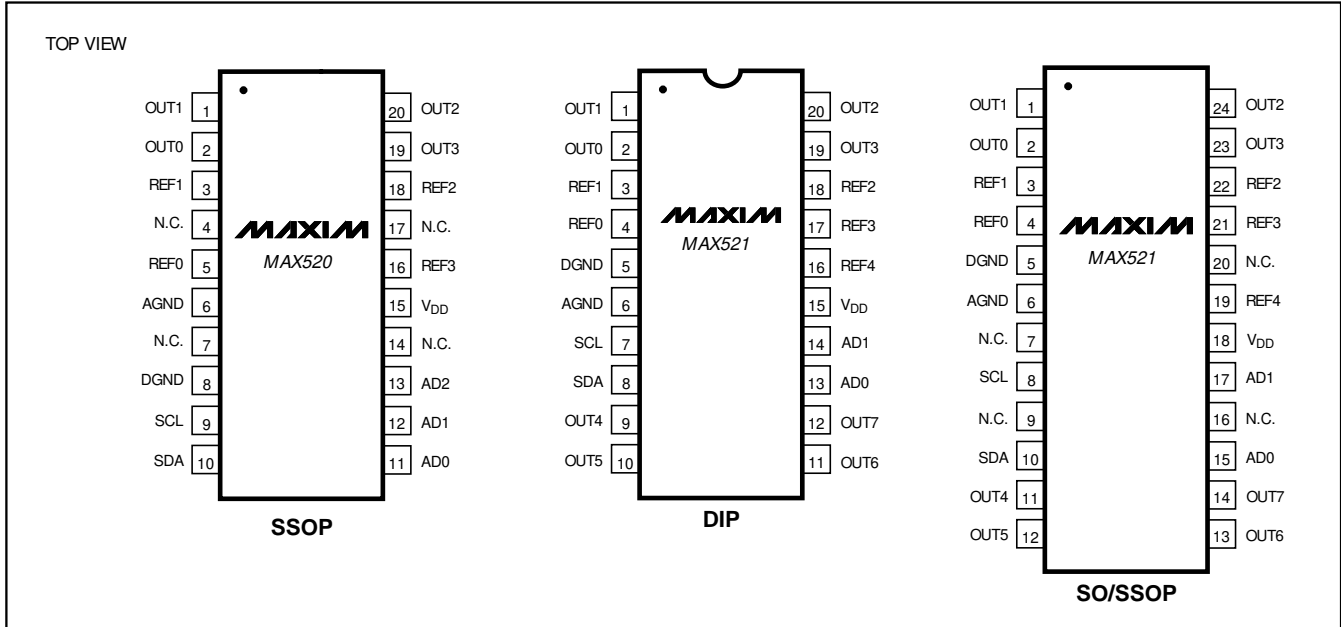 TOP VIEW
OUT1 1
OUT0 2
REF1 3
N.C. 4
REF0 5
AGND 6
N.C. 7
DGND 8
SCL 9
SDA 10
MAXIM
MAX520
20 OUT2
19 OUT3
18 REF2
17 N.C.
16 REF3
15 VDD
14 N.C.
13 AD2
12 AD1
11 AD0
SSOP
OUT1 1
OUT0 2
REF1 3
REF0 4
DGND 5
AGND 6
SCL 7
SDA 8
OUT4 9
OUT5 10
MAXIM
MAX521
20 OUT2
19 OUT3
18 REF2
17 REF3
16 REF4
15 VDD
14 AD1
13 AD0
12 OUT7
11 OUT6
DIP
OUT1 1
OUT0 2
REF1 3
REF0 4
DGND 5
AGND 6
N.C. 7
SCL 8
N.C. 9
SDA 10
OUT4 11
OUT5 12
MAXIM
MAX521
24 OUT2
23 OUT3
22 REF2
21 REF3
20 N.C.
19 REF4
18 VDD
17 AD1
16 N.C.
15 AD0
14 OUT7
13 OUT6
SO/SSOP